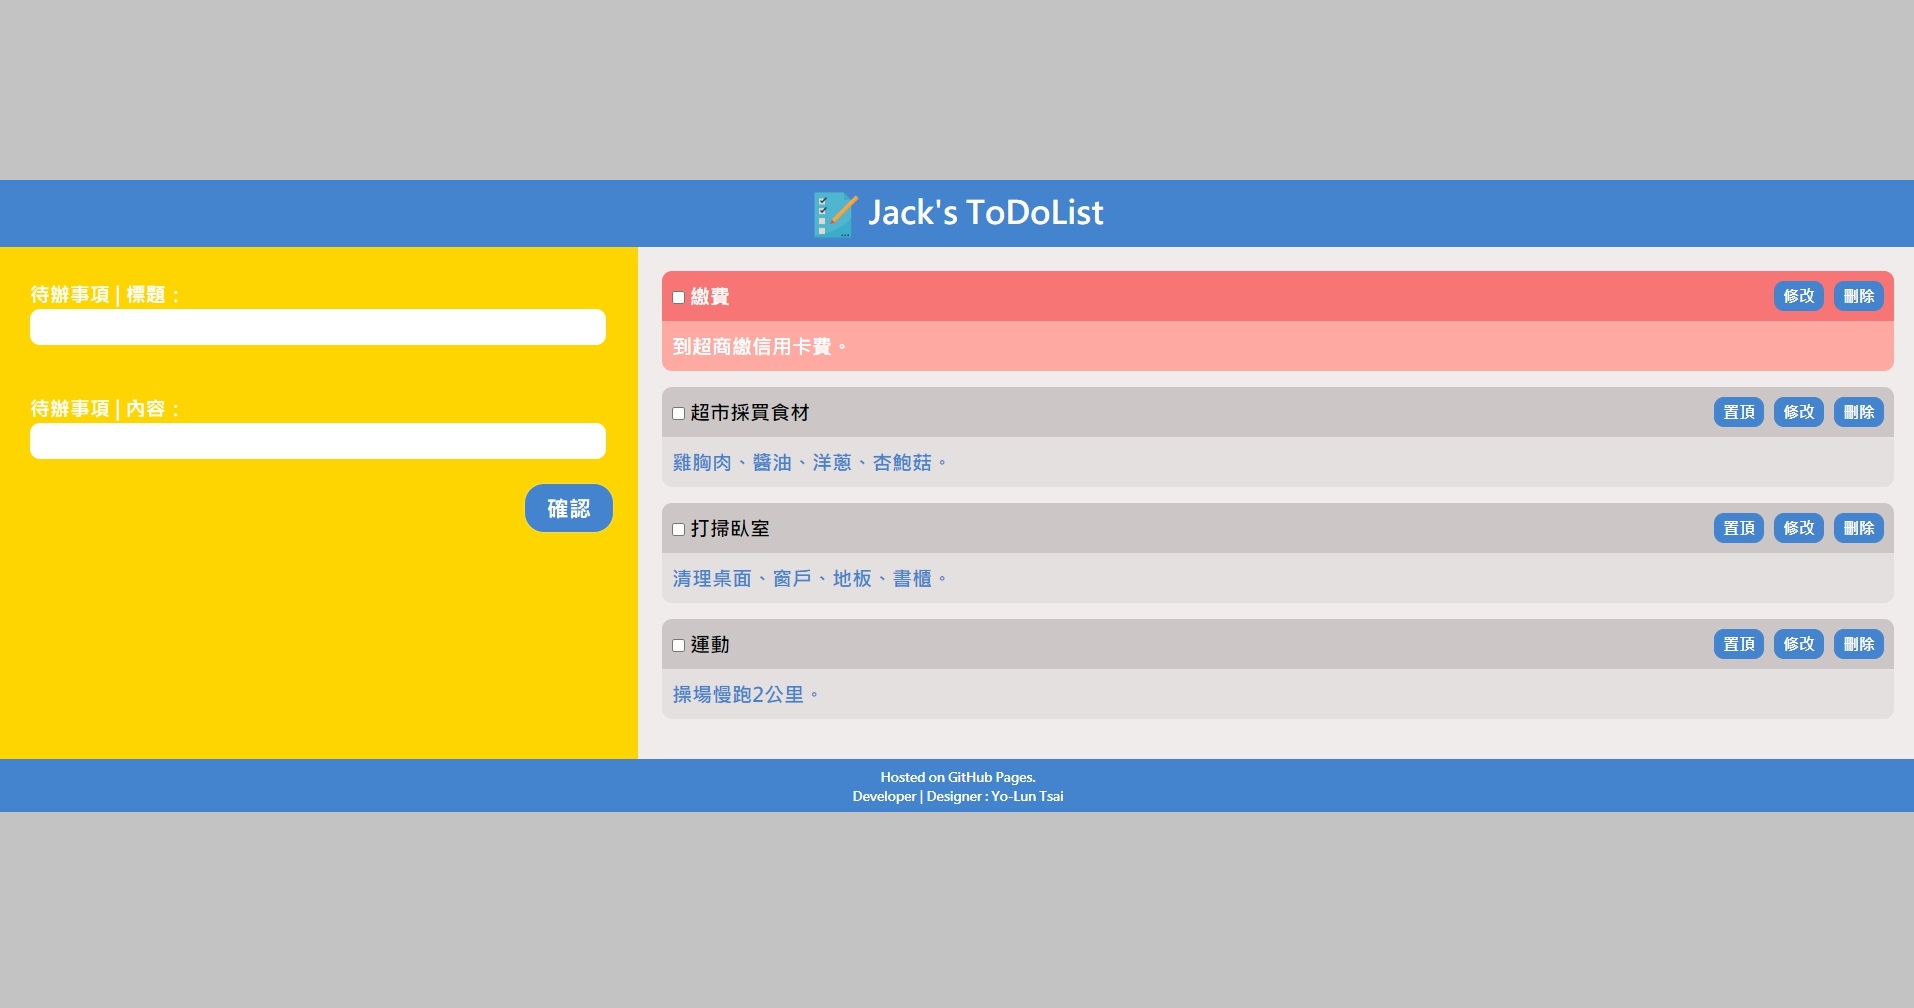 Jack's ToDoList
待辦事項 | 標題：
待辦事項 | 內容：
確認
繳費 修改 刪除
到超商繳信用卡費。
超市採買食材 置頂 修改 刪除
雞胸肉、醬油、洋蔥、杏鮑菇。
打掃臥室 置頂 修改 刪除
清理桌面、窗戶、地板、書櫃。
運動 置頂 修改 刪除
操場慢跑2公里。
Hosted on GitHub Pages.
Developer | Designer : Yo-Lun Tsai